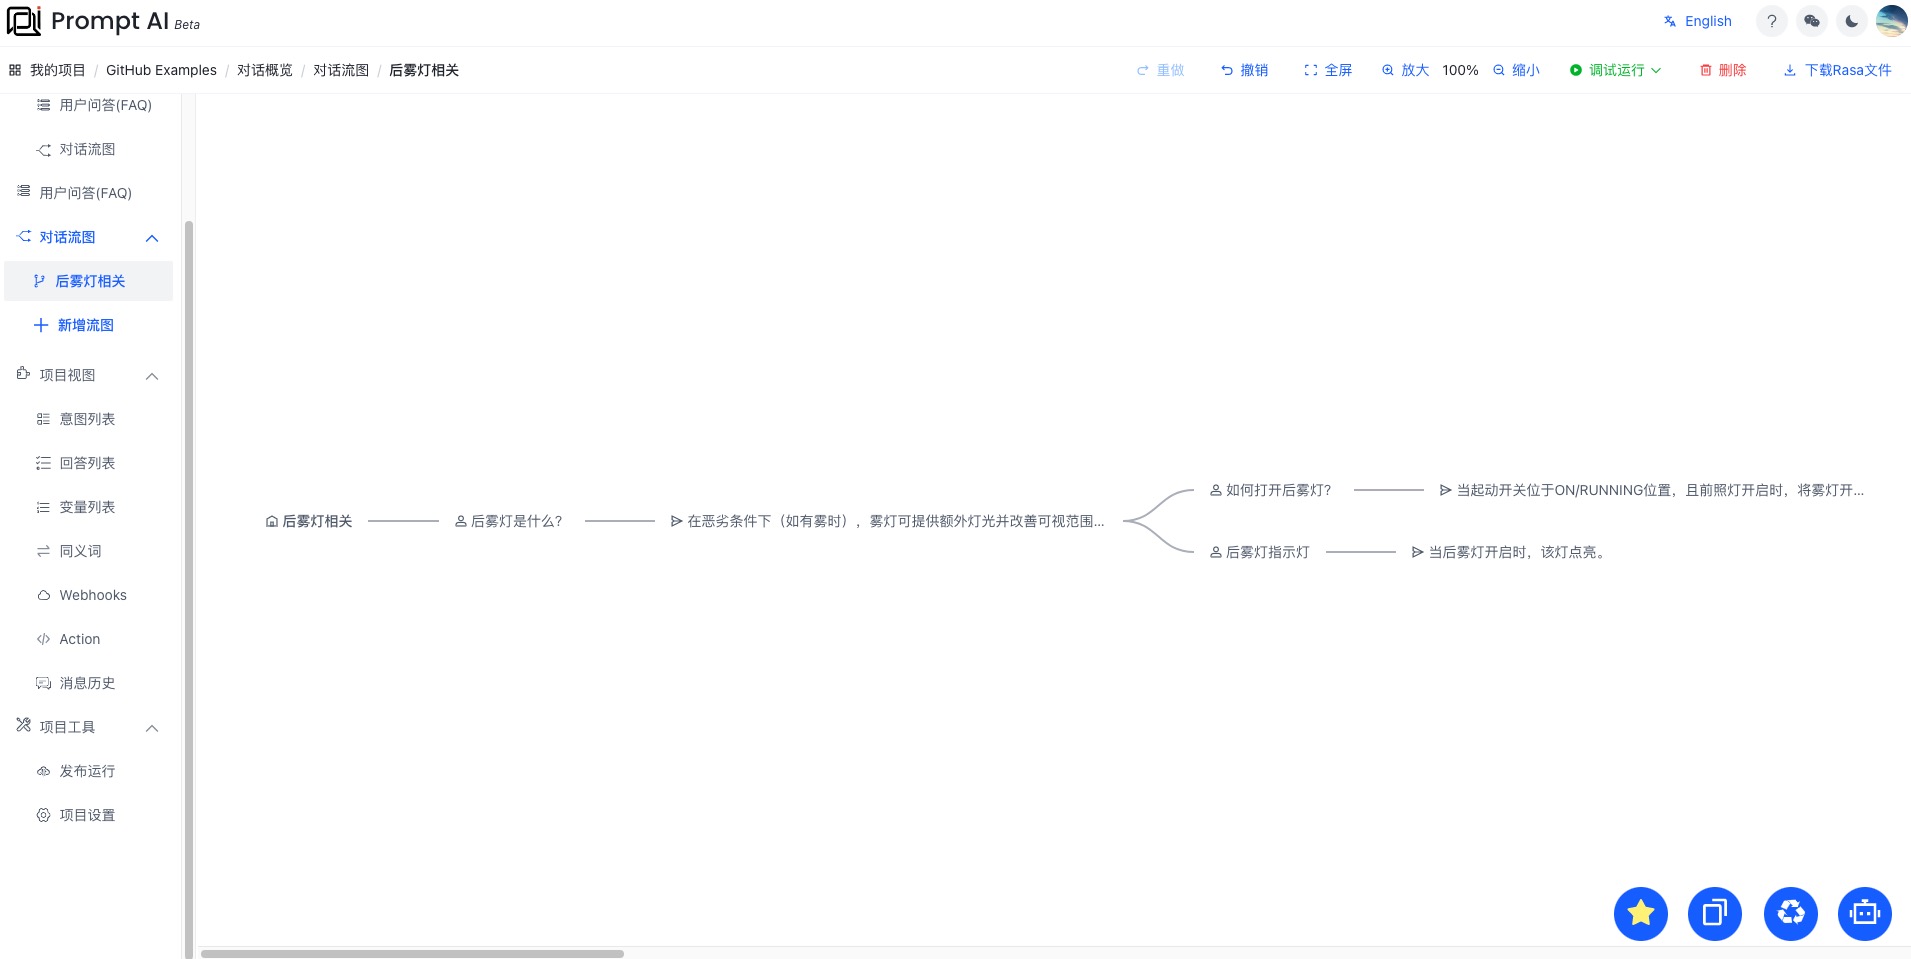 Prompt AI Beta
English
我的项目 / GitHub Examples / 对话概览 / 对话流图 / 后雾灯相关
重做 撤销 全屏 放大 100% 缩小 调试运行 删除 下载Rasa文件
用户问答(FAQ)
对话流图
用户问答(FAQ)
对话流图
后雾灯相关
新增流图
项目视图
意图列表
回答列表
变量列表
同义词
Webhooks
Action
消息历史
项目工具
发布运行
项目设置
后雾灯相关
后雾灯是什么?
在恶劣条件下（如有雾时），雾灯可提供额外灯光并改善可视范围...
如何打开后雾灯?
当起动开关位于ON/RUNNING位置，且前照灯开启时，将雾灯开...
后雾灯指示灯
当后雾灯开启时，该灯点亮。